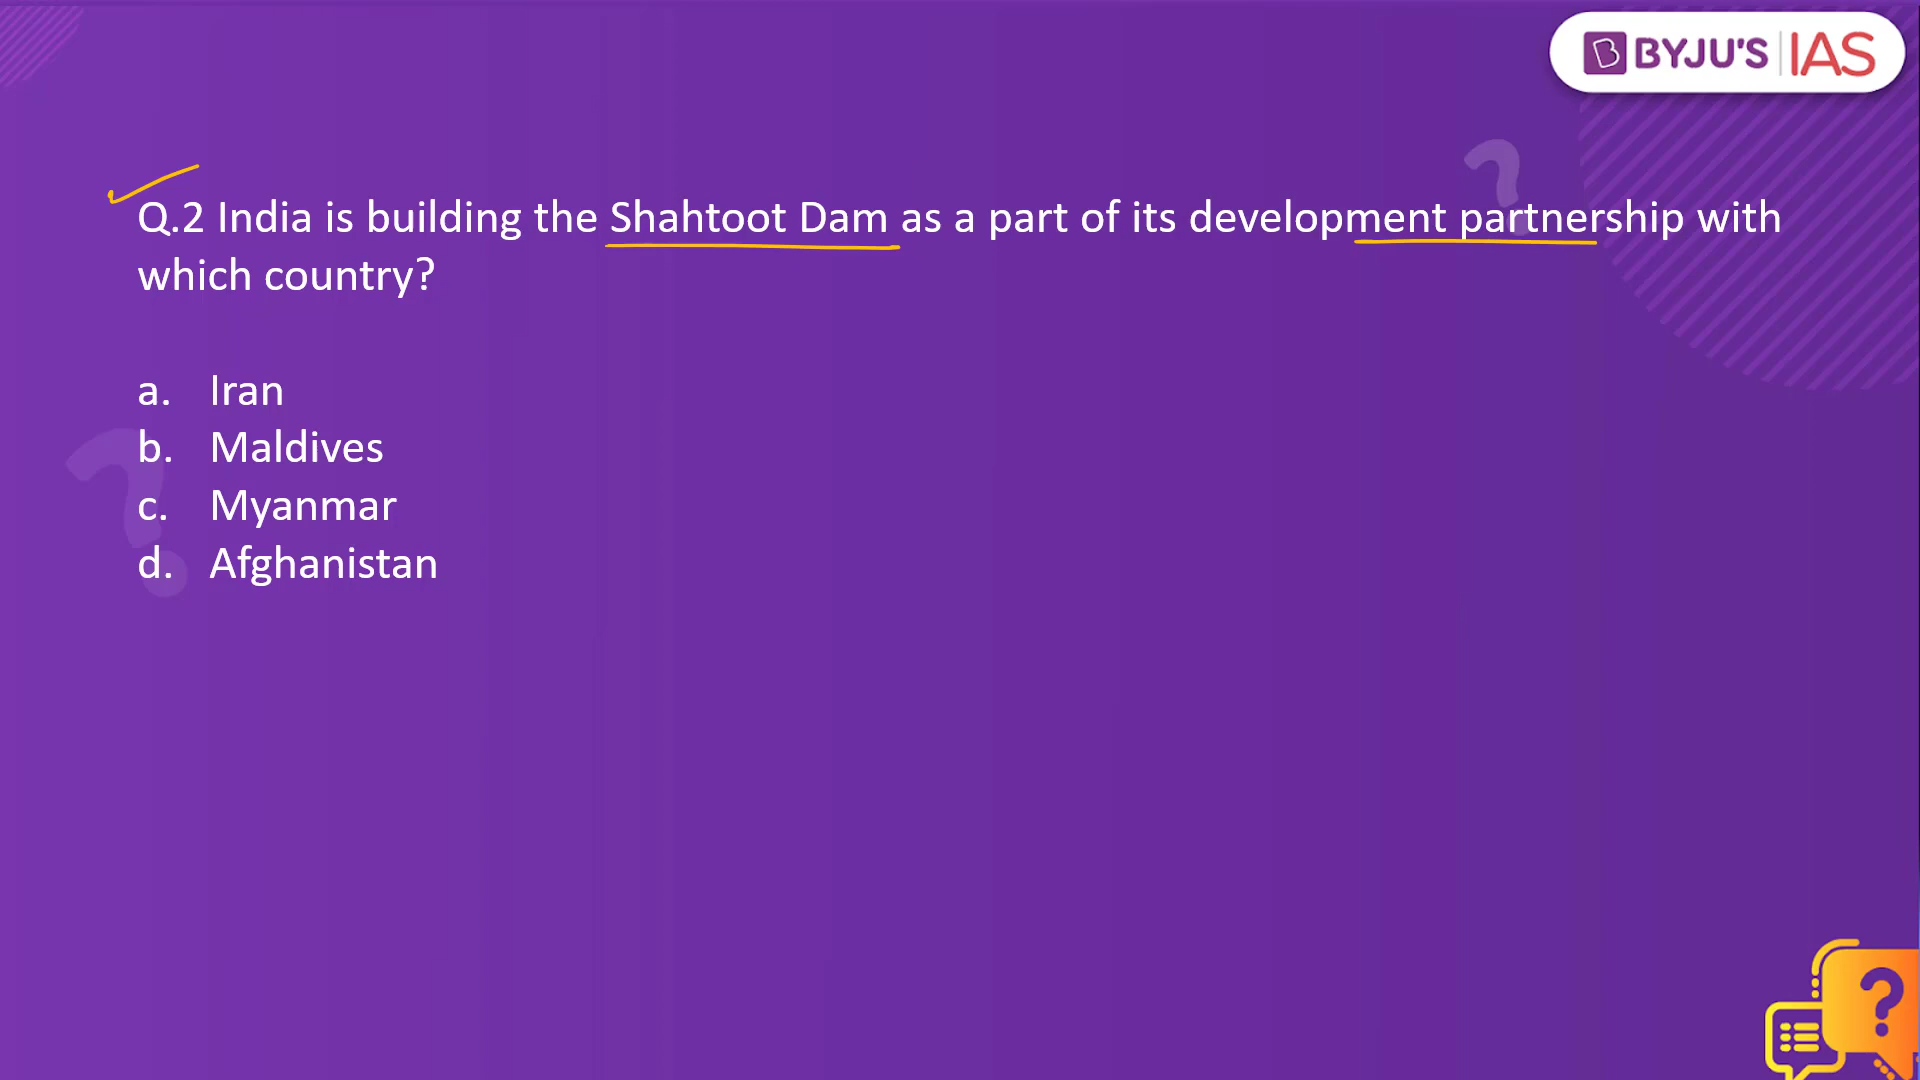 BYJU'S IAS
Q.2 India is building the Shahtoot Dam as a part of its development partnership with
which country?
a. Iran
b. Maldives
c. Myanmar
d. Afghanistan